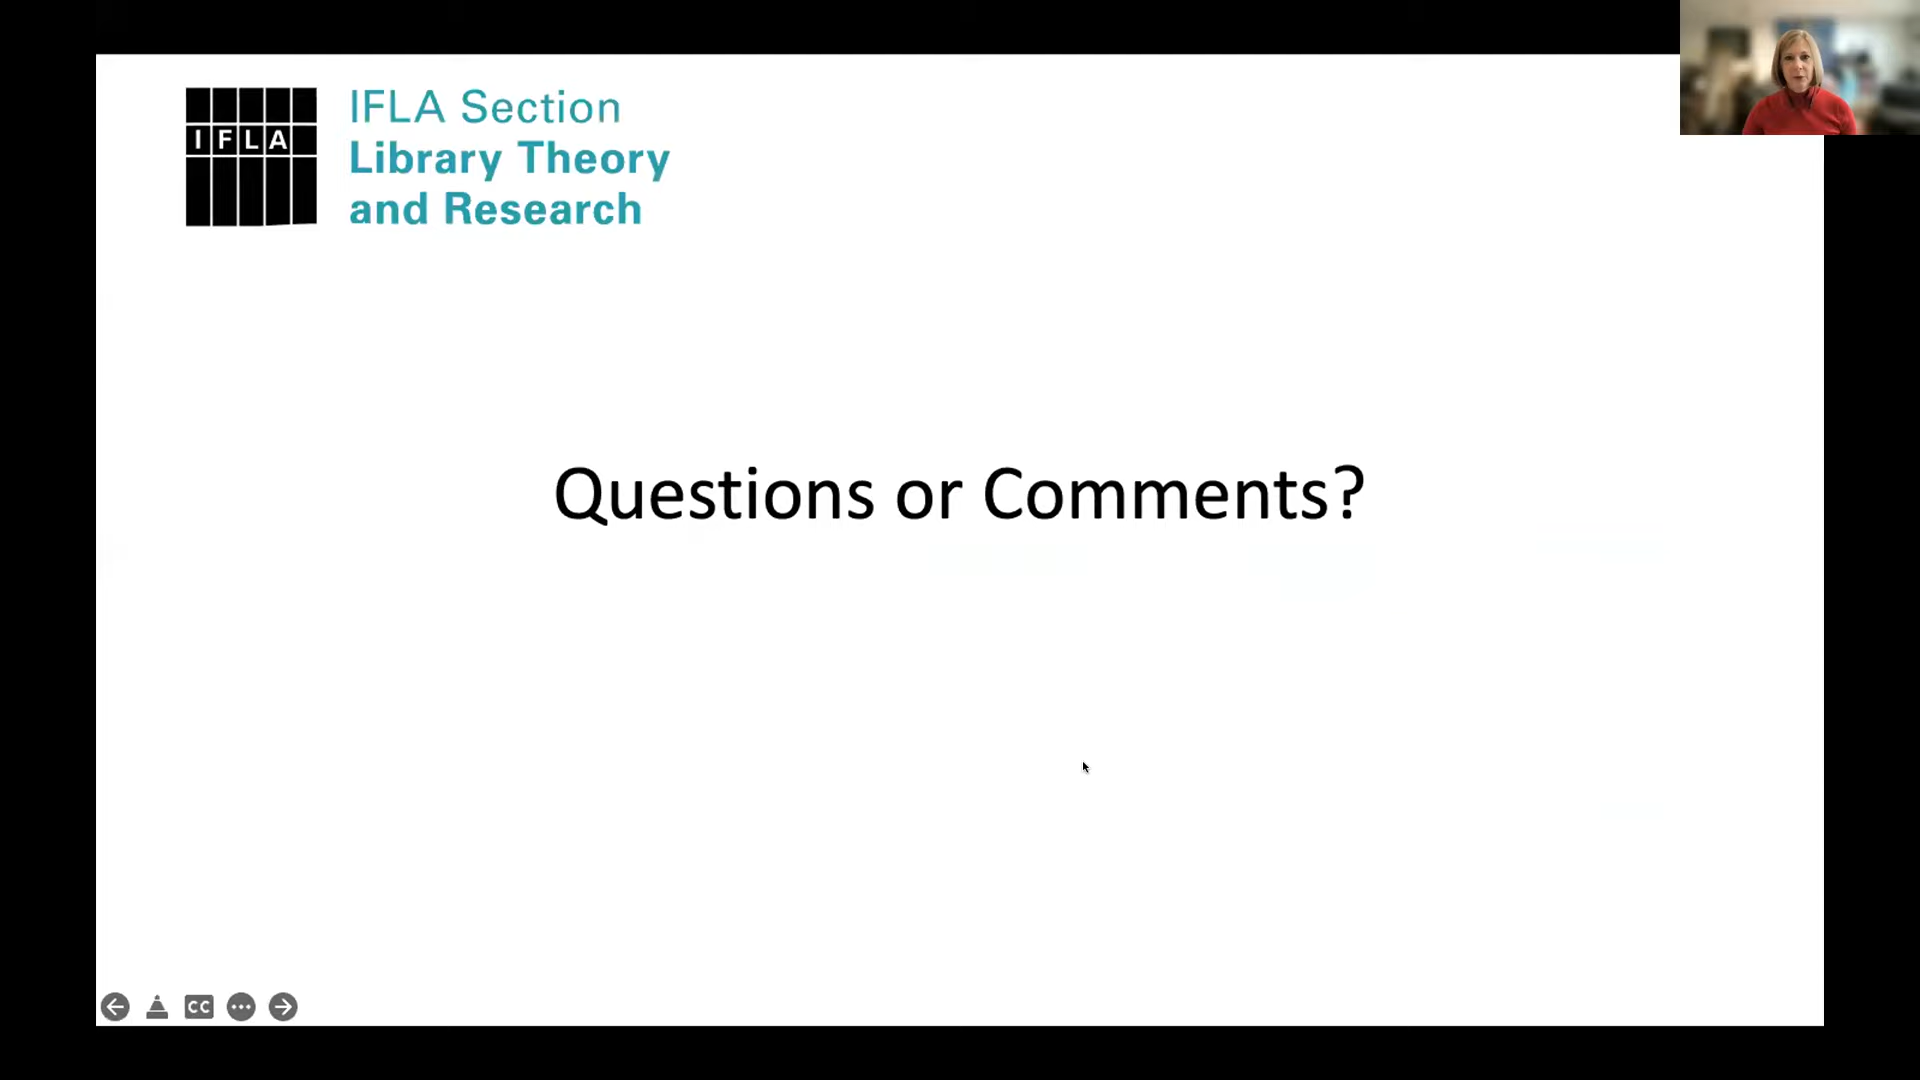 IFLA
IFLA Section
Library Theory
and Research
Questions or Comments?
CC